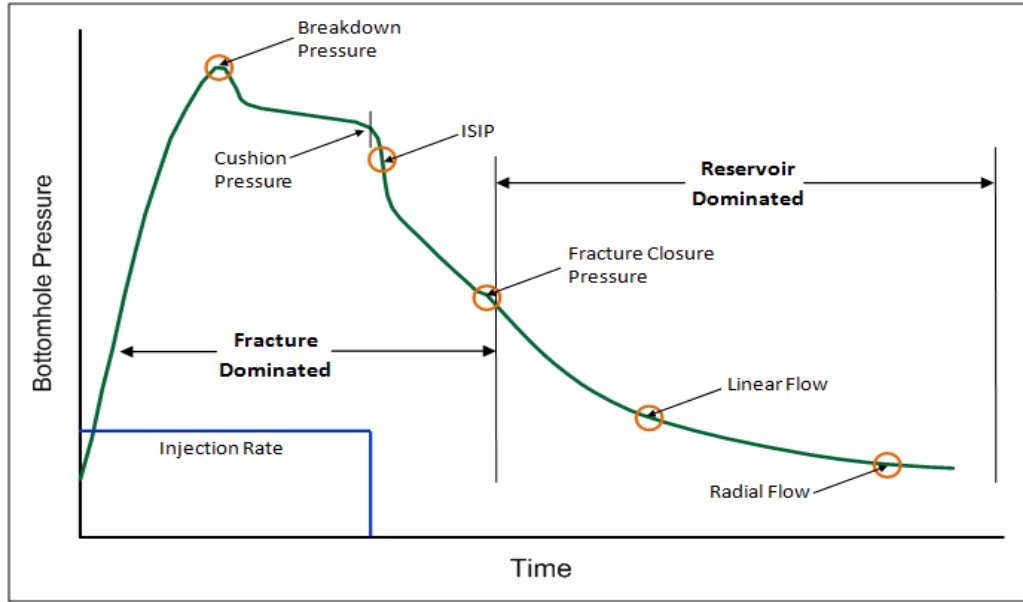 Breakdown
Pressure
ISIP
Cushion
Pressure
Reservoir
Dominated
Fracture Closure
Pressure
Fracture
Dominated
Linear Flow
Injection Rate
Radial Flow
Bottomhole Pressure
Time